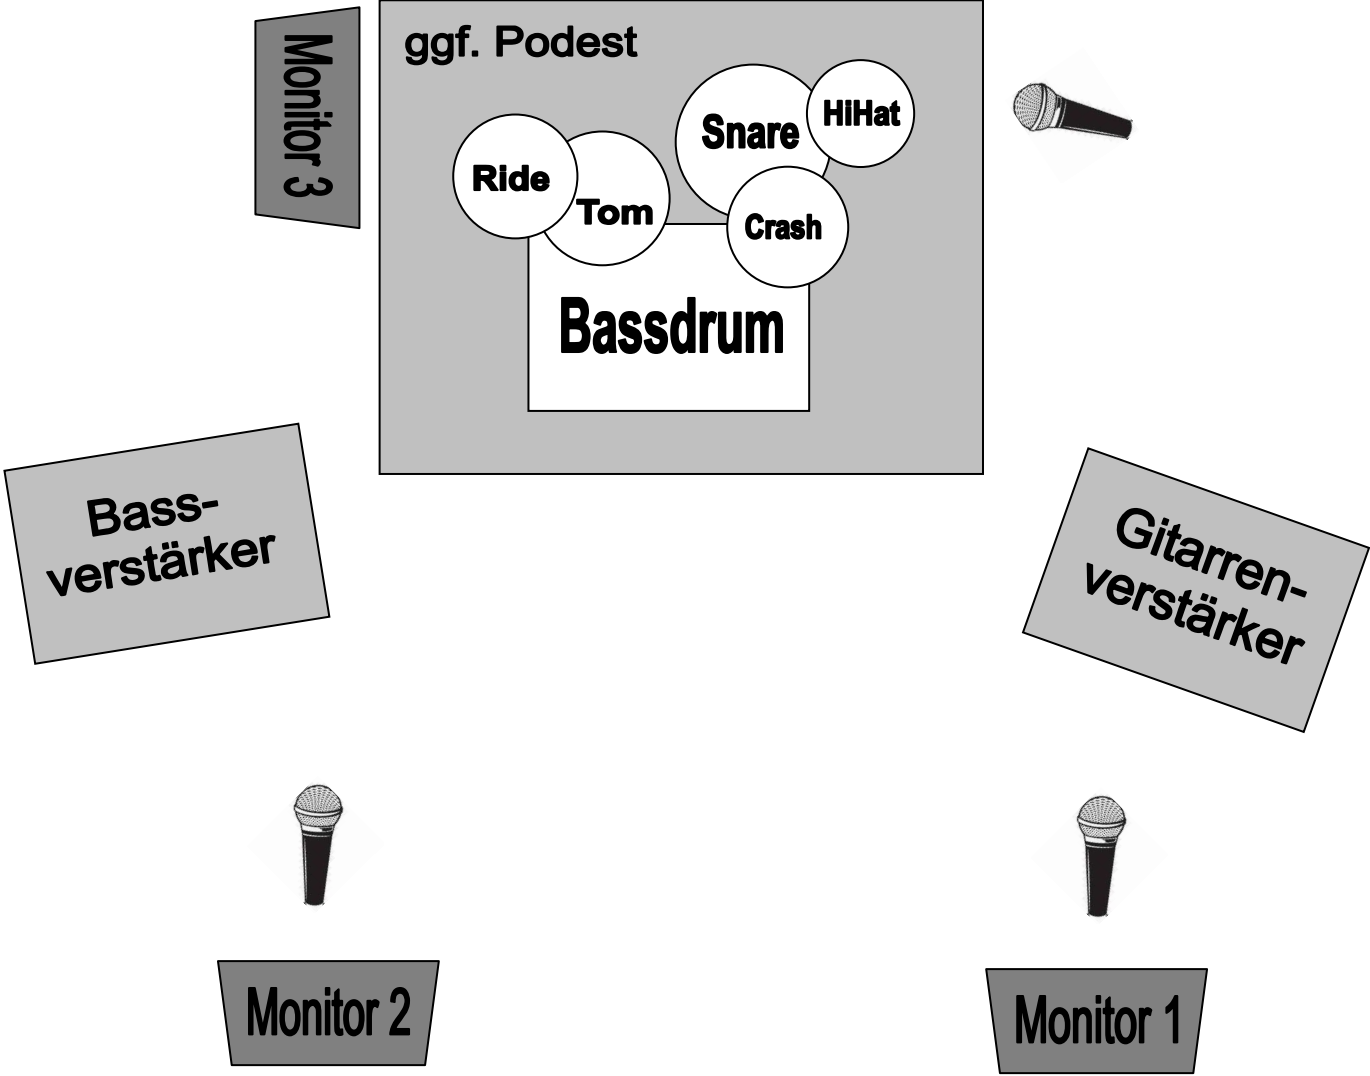 ggf. Podest
Monitor 3
Snare
HiHat
Ride
Tom
Crash
Bassdrum
Bass-
verstärker
Gitarren-
verstärker
Monitor 2
Monitor 1